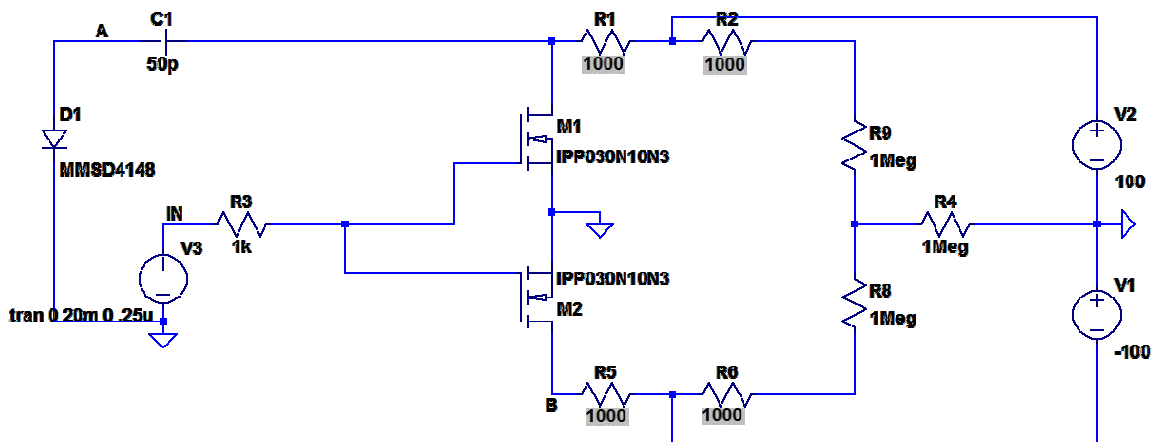 C1
R1
R2
A
50p
1000
1000
D1
M1
R9
V2
IPP030N10N3
1Meg
MMSD4148
100
R3
R4
IN
V3
1k
1Meg
IPP030N10N3
V1
R8
M2
tran 0 20m 0 .25u
1Meg
-100
R5
R6
B
1000
1000